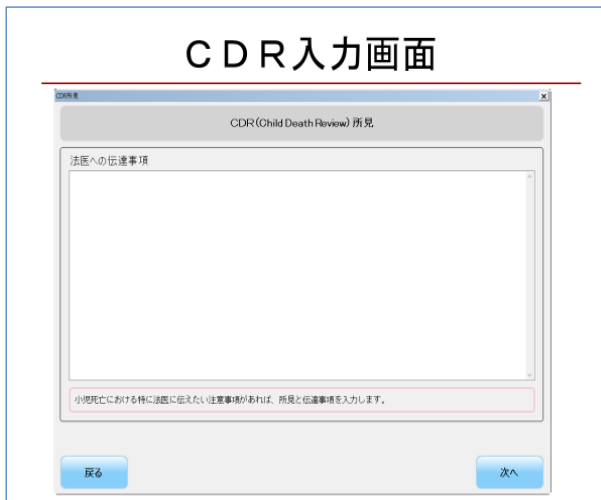 ＣＤＲ入力画面
CDR所見
CDR(Child Death Review) 所見
法医への伝達事項
小児死亡における特に法医に伝えたい注意事項があれば、所見と伝達事項を入力します。
戻る
次へ